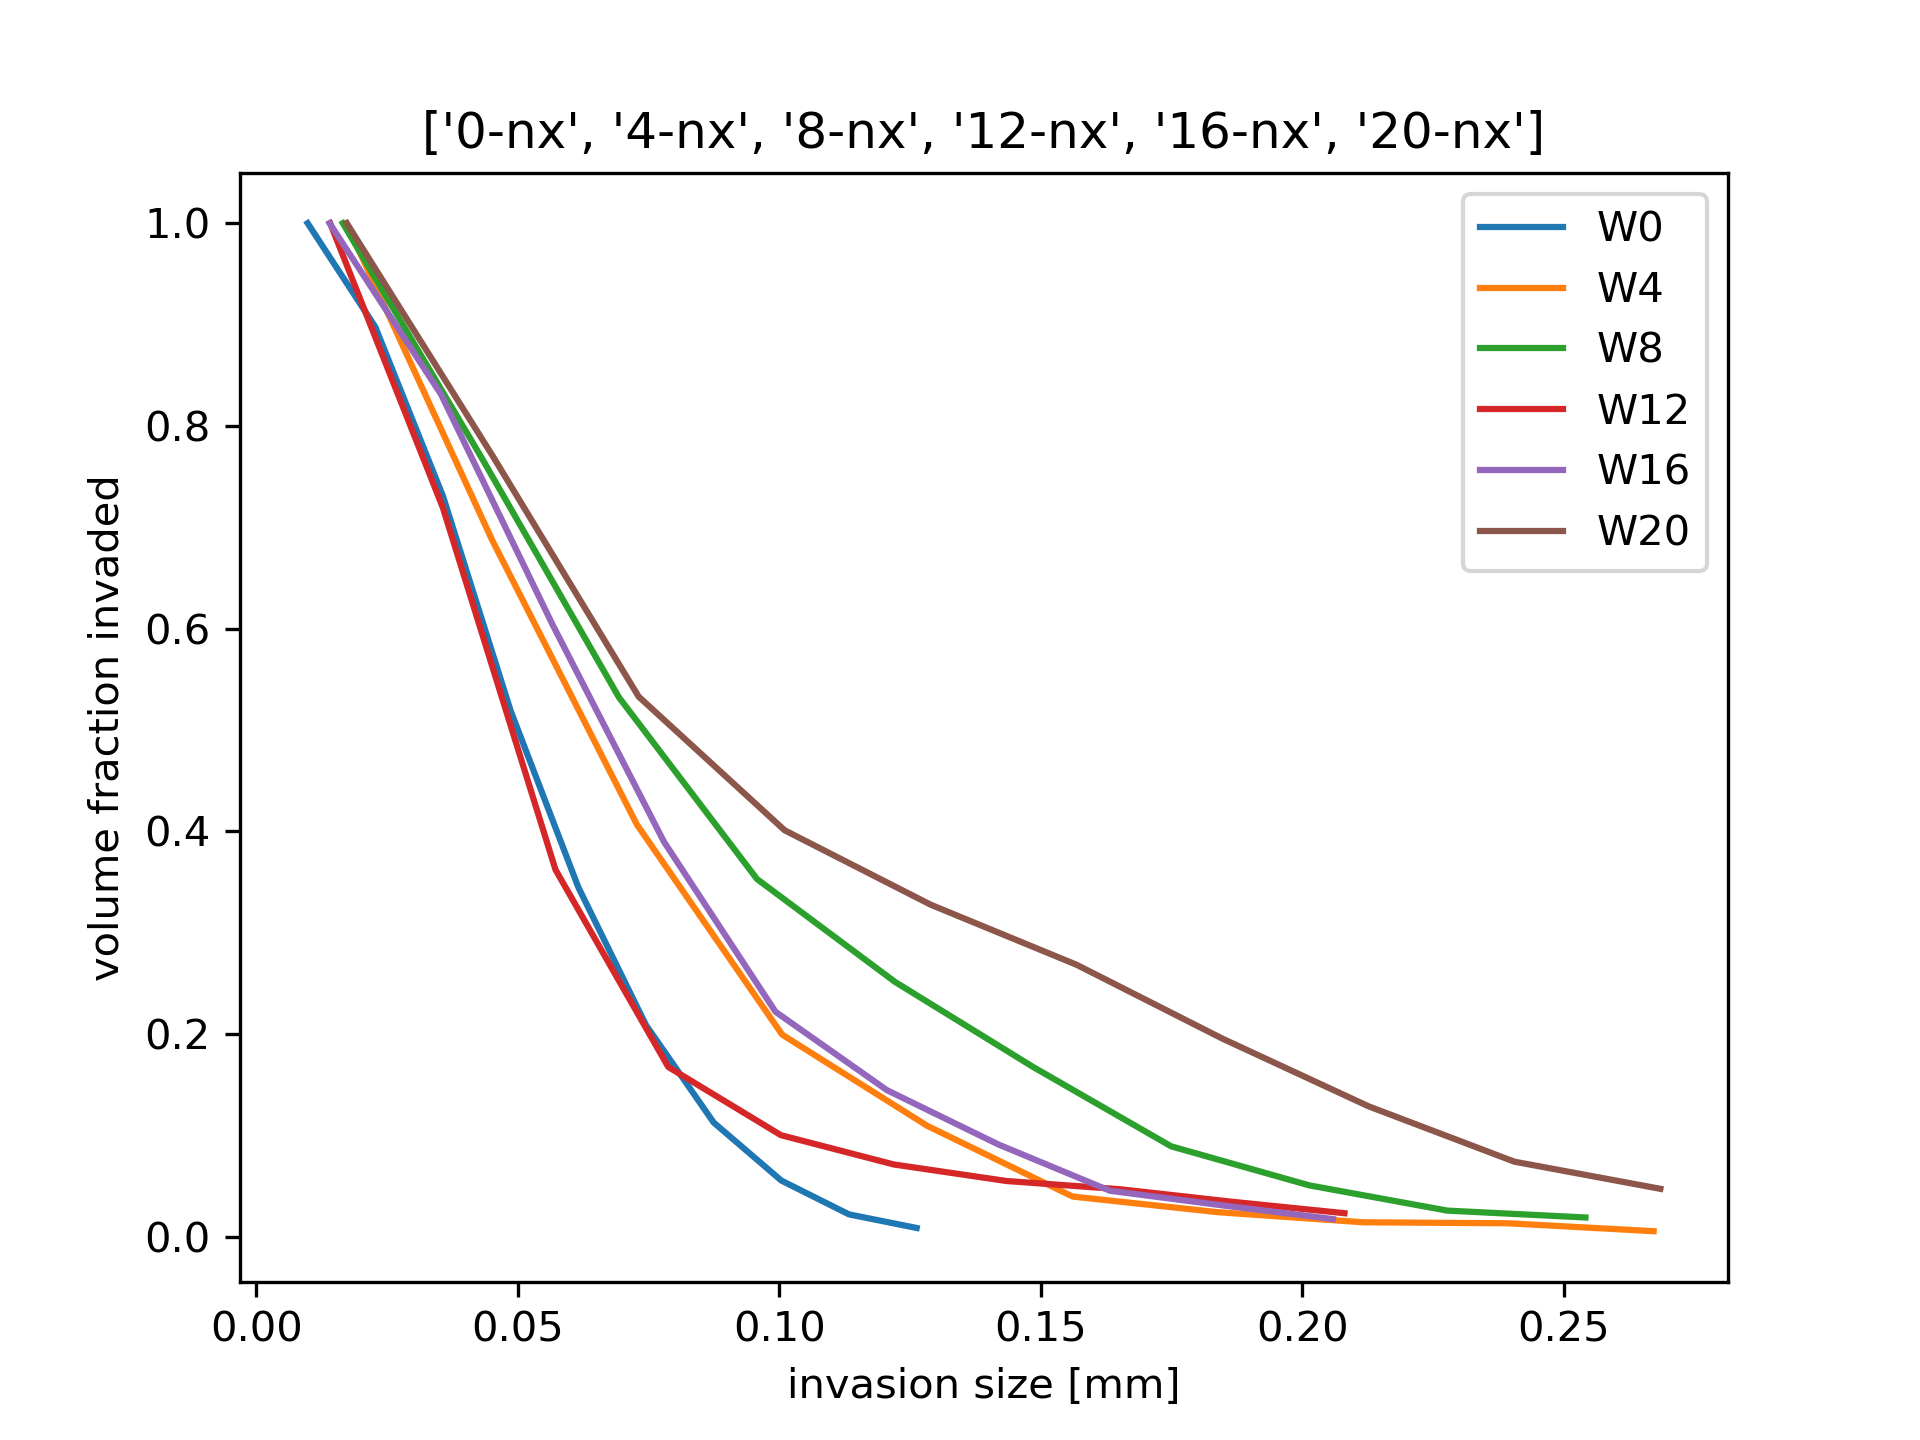 ['0-nx', '4-nx', '8-nx', '12-nx', '16-nx', '20-nx']
1.0
0.8
0.6
0.4
0.2
0.0
volume fraction invaded
W0
W4
W8
W12
W16
W20
0.00 0.05 0.10 0.15 0.20 0.25
invasion size [mm]